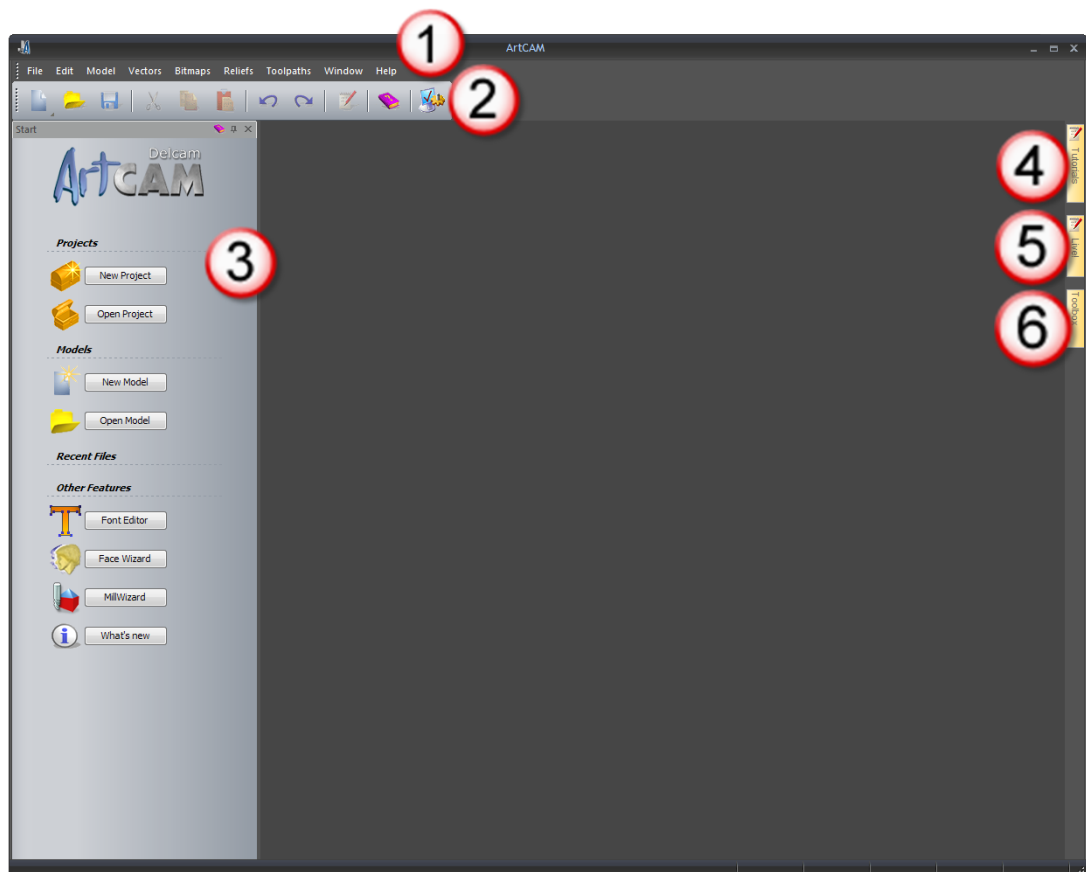 1
ArtCAM
File Edit Model Vectors Bitmaps Reliefs Toolpaths Window Help
2
Start
Delcam
ArtCAM
4
Tutorials
Projects
3
New Project
5
Live!
Open Project
6
Toolbox
Models
New Model
Open Model
Recent Files
Other Features
Font Editor
Face Wizard
MillWizard
What's new